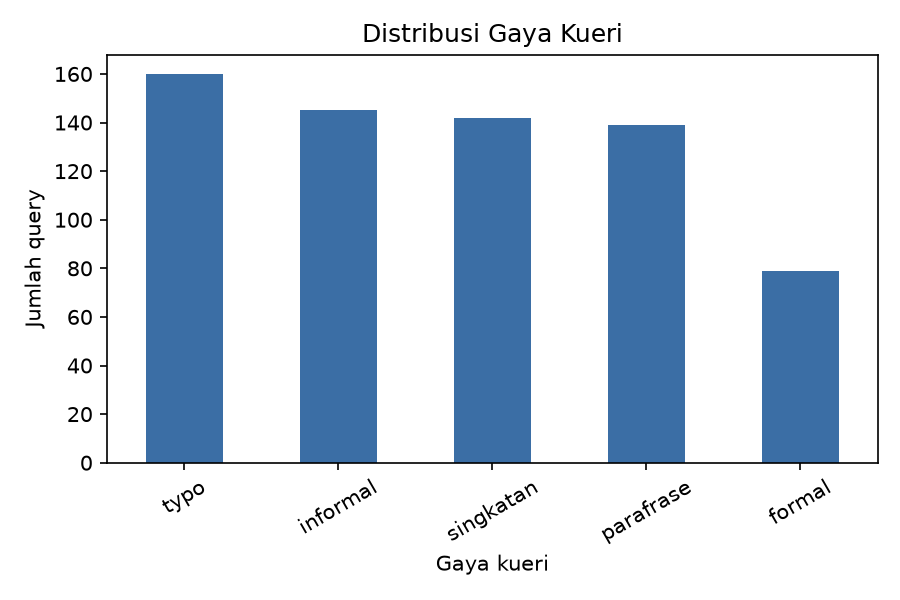 Distribusi Gaya Kueri
Jumlah query
160
140
120
100
80
60
40
20
0
typo
informal
singkatan
parafrase
formal
Gaya kueri